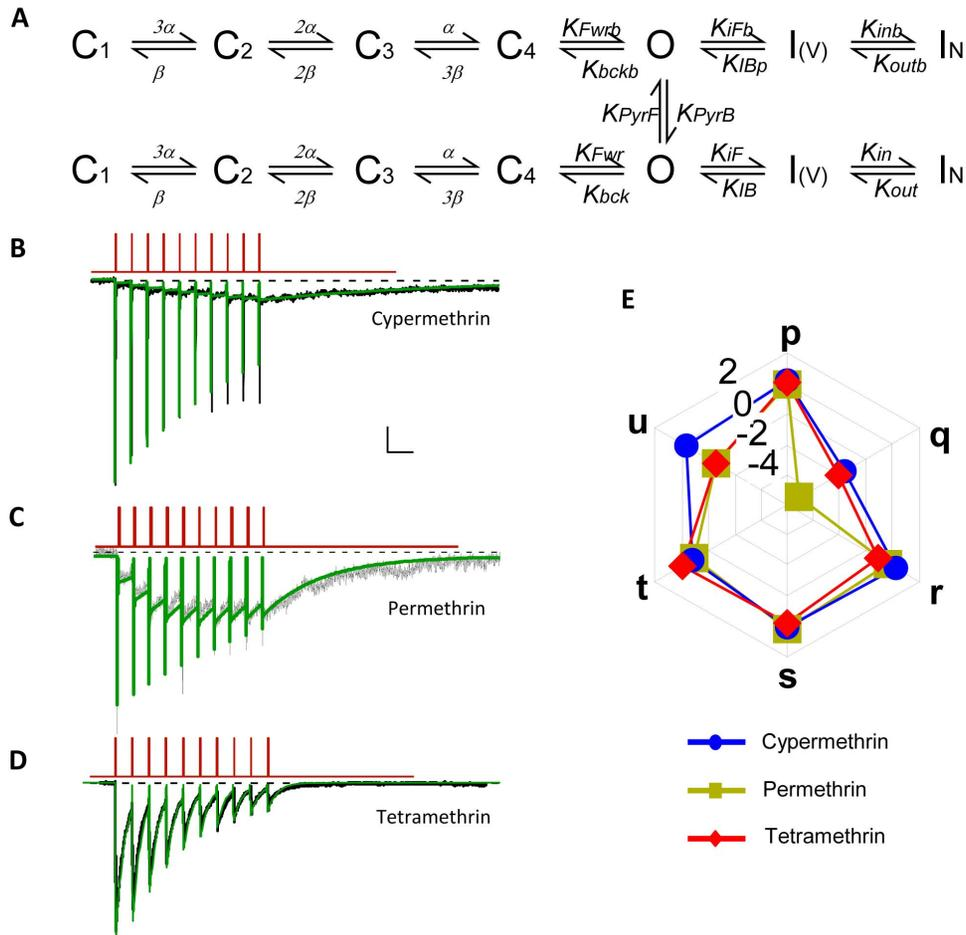 A
3α 2α α KFwrb KiFb Kinb
C1 C2 C3 C4 O I(V) IN
β 2β 3β Kbckb KIBp Koutb
KPyrF KPyrB
3α 2α α KFwr KiF Kin
C1 C2 C3 C4 O I(V) IN
β 2β 3β Kbck KIB Kout
B
Cypermethrin
C
Permethrin
D
Tetramethrin
E
p
2
0
-2
-4
u
q
t
r
s
Cypermethrin
Permethrin
Tetramethrin